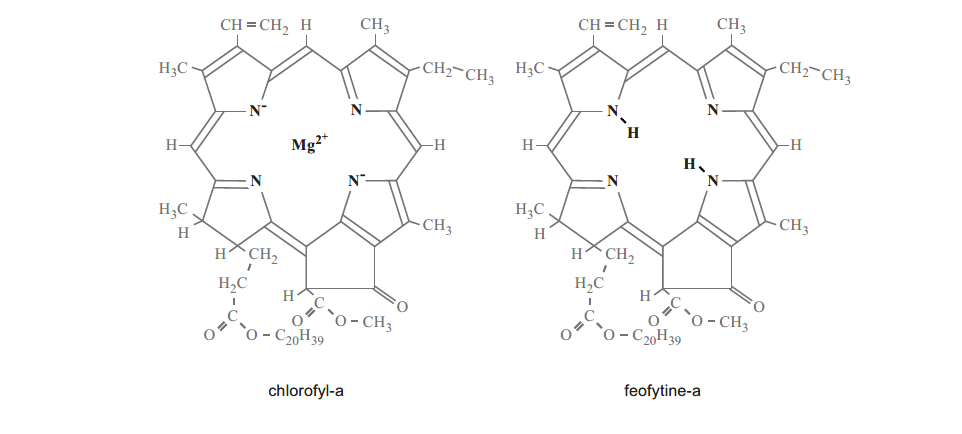 CH=CH₂ H CH₃ CH=CH₂ H CH₃
H₃C CH₂-CH₃ H₃C CH₂-CH₃
N⁻ N N N
H Mg²⁺ H H H H
H
N N⁻ N N
H₃C H₃C
H CH₃ H CH₃
H CH₂ H CH₂
H₂C H H₂C H
C C O C C O
O O O-CH₃ O O O-CH₃
O-C₂₀H₃₉ O-C₂₀H₃₉
chlorofyl-a feofytine-a